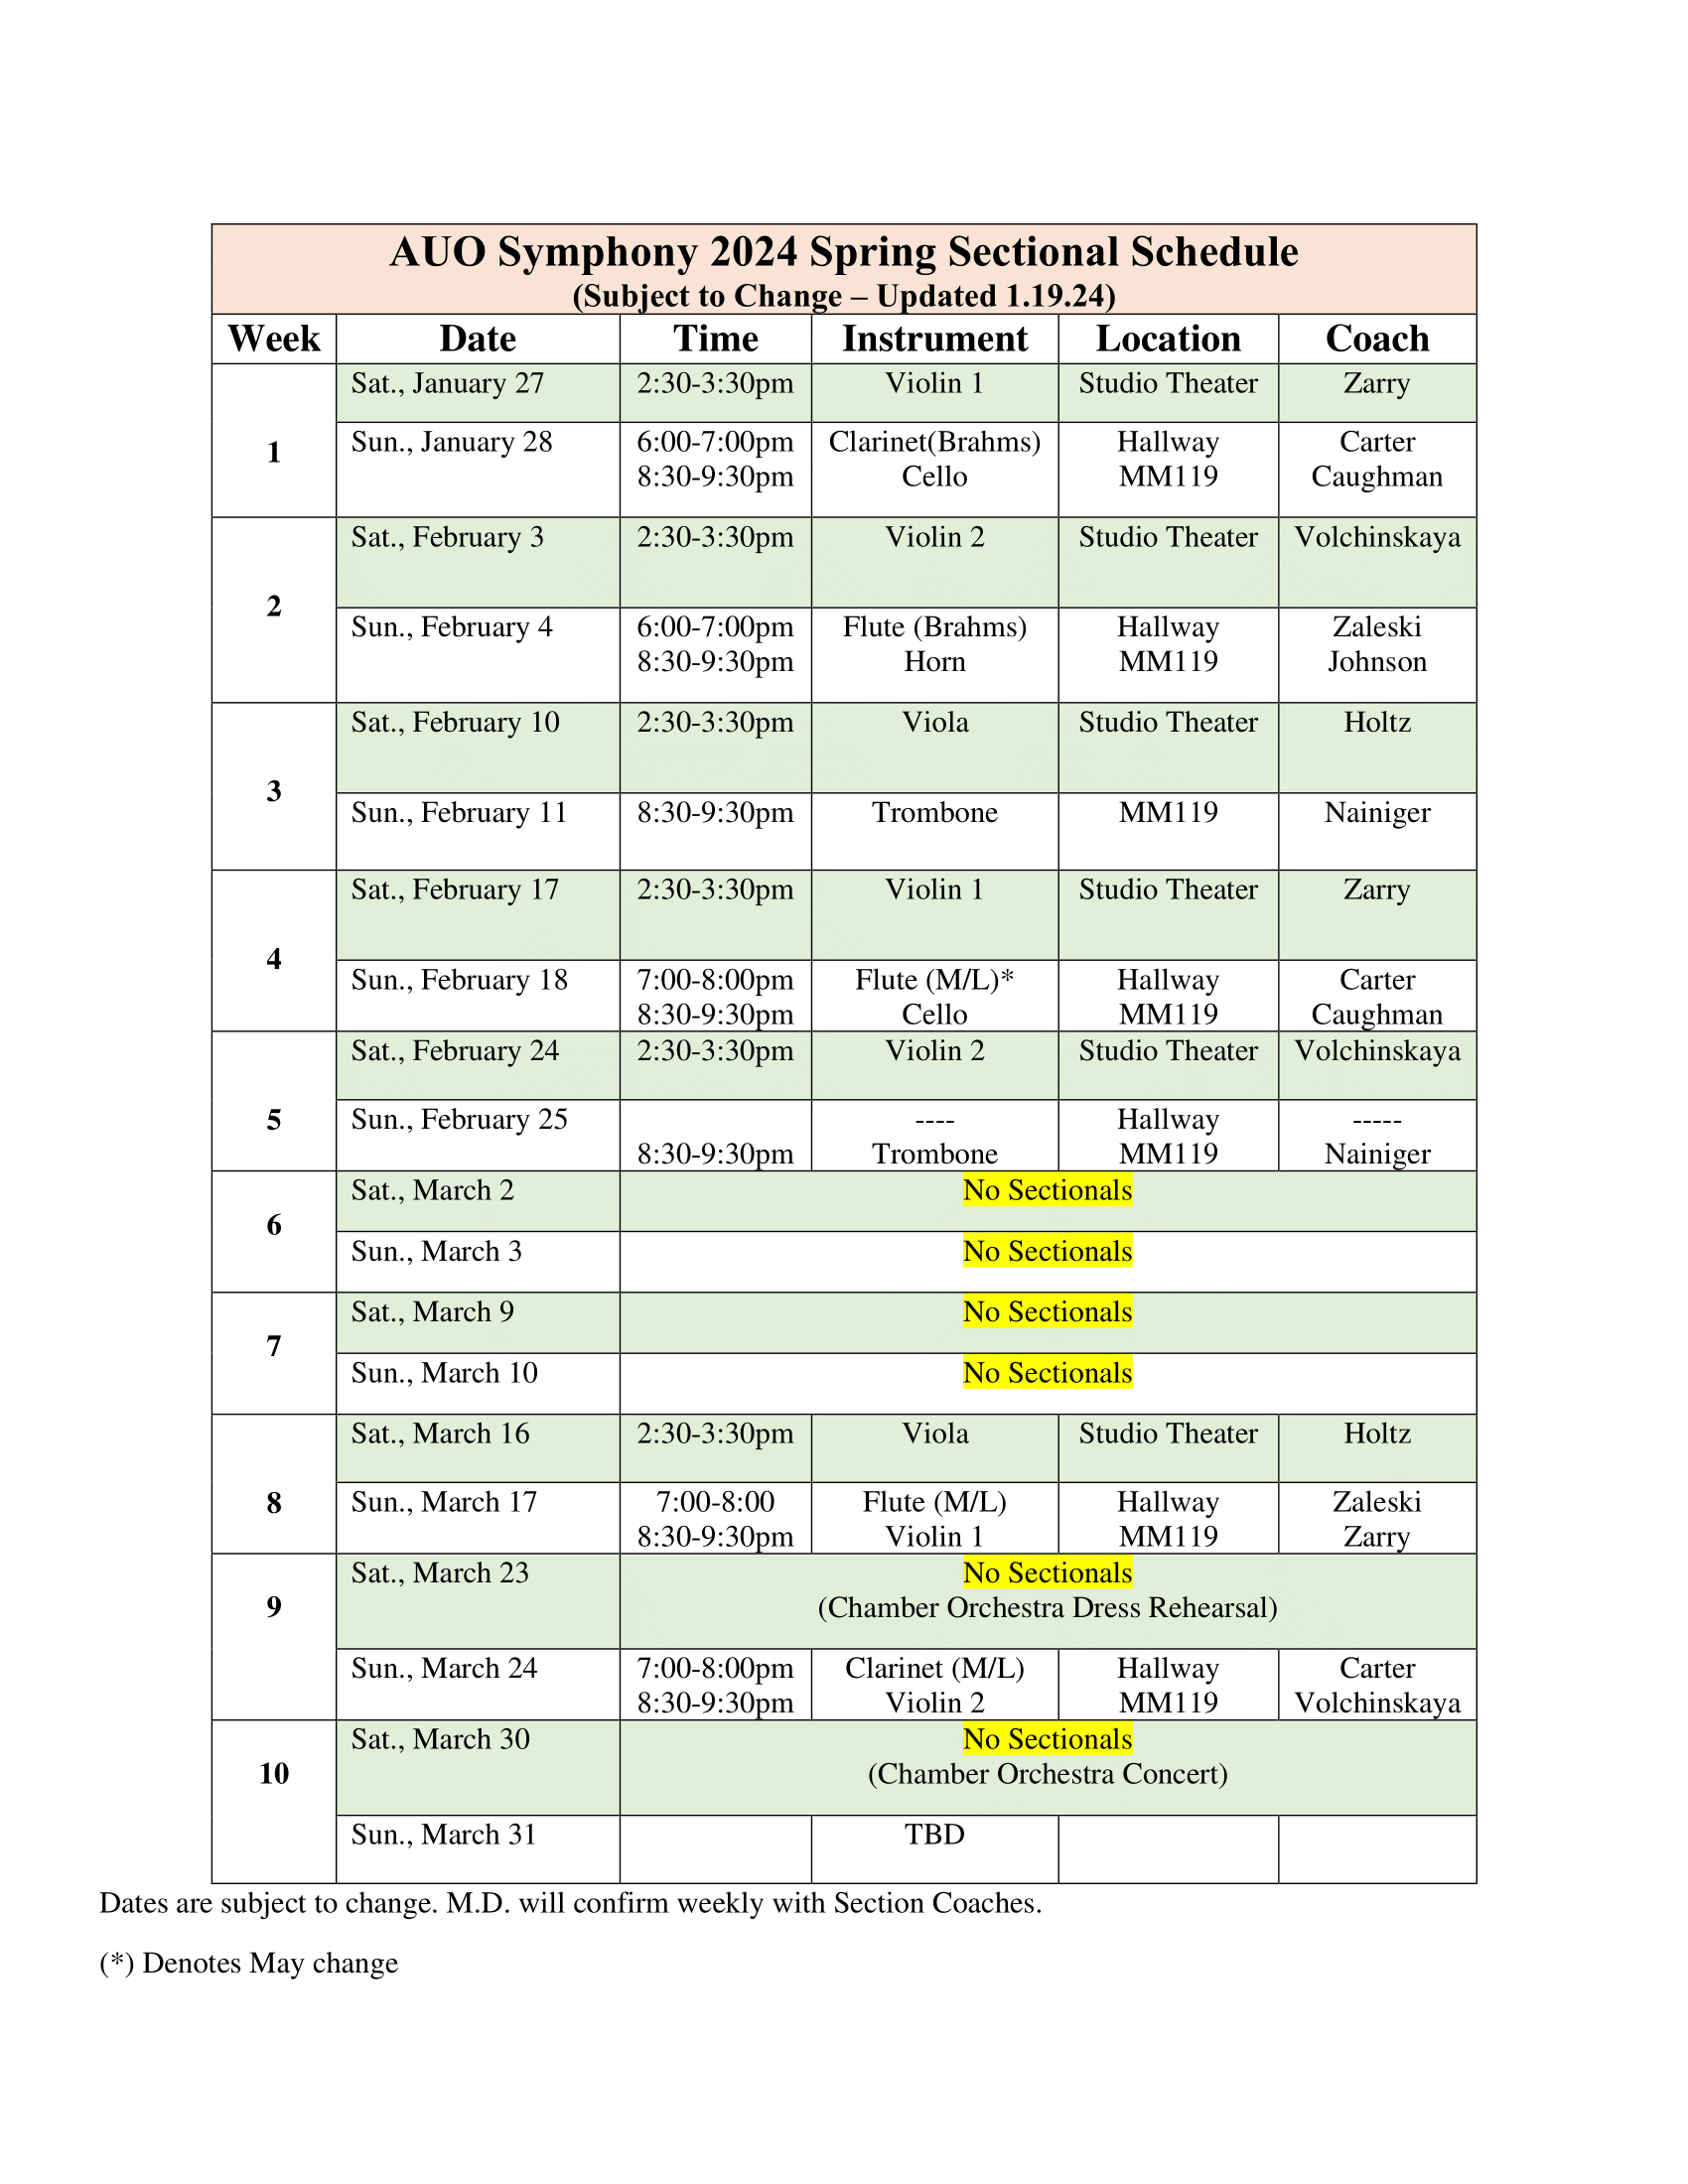 AUO Symphony 2024 Spring Sectional Schedule
(Subject to Change – Updated 1.19.24)
Week Date Time Instrument Location Coach
1
Sat., January 27 2:30-3:30pm Violin 1 Studio Theater Zarry
Sun., January 28 6:00-7:00pm Clarinet(Brahms) Hallway Carter
8:30-9:30pm Cello MM119 Caughman
2
Sat., February 3 2:30-3:30pm Violin 2 Studio Theater Volchinskaya
Sun., February 4 6:00-7:00pm Flute (Brahms) Hallway Zaleski
8:30-9:30pm Horn MM119 Johnson
3
Sat., February 10 2:30-3:30pm Viola Studio Theater Holtz
Sun., February 11 8:30-9:30pm Trombone MM119 Nainiger
4
Sat., February 17 2:30-3:30pm Violin 1 Studio Theater Zarry
Sun., February 18 7:00-8:00pm Flute (M/L)* Hallway Carter
8:30-9:30pm Cello MM119 Caughman
5
Sat., February 24 2:30-3:30pm Violin 2 Studio Theater Volchinskaya
Sun., February 25 ---- Hallway -----
8:30-9:30pm Trombone MM119 Nainiger
6
Sat., March 2 No Sectionals
Sun., March 3 No Sectionals
7
Sat., March 9 No Sectionals
Sun., March 10 No Sectionals
8
Sat., March 16 2:30-3:30pm Viola Studio Theater Holtz
Sun., March 17 7:00-8:00 Flute (M/L) Hallway Zaleski
8:30-9:30pm Violin 1 MM119 Zarry
9
Sat., March 23 No Sectionals
(Chamber Orchestra Dress Rehearsal)
Sun., March 24 7:00-8:00pm Clarinet (M/L) Hallway Carter
8:30-9:30pm Violin 2 MM119 Volchinskaya
10
Sat., March 30 No Sectionals
(Chamber Orchestra Concert)
Sun., March 31 TBD
Dates are subject to change. M.D. will confirm weekly with Section Coaches.
(*) Denotes May change